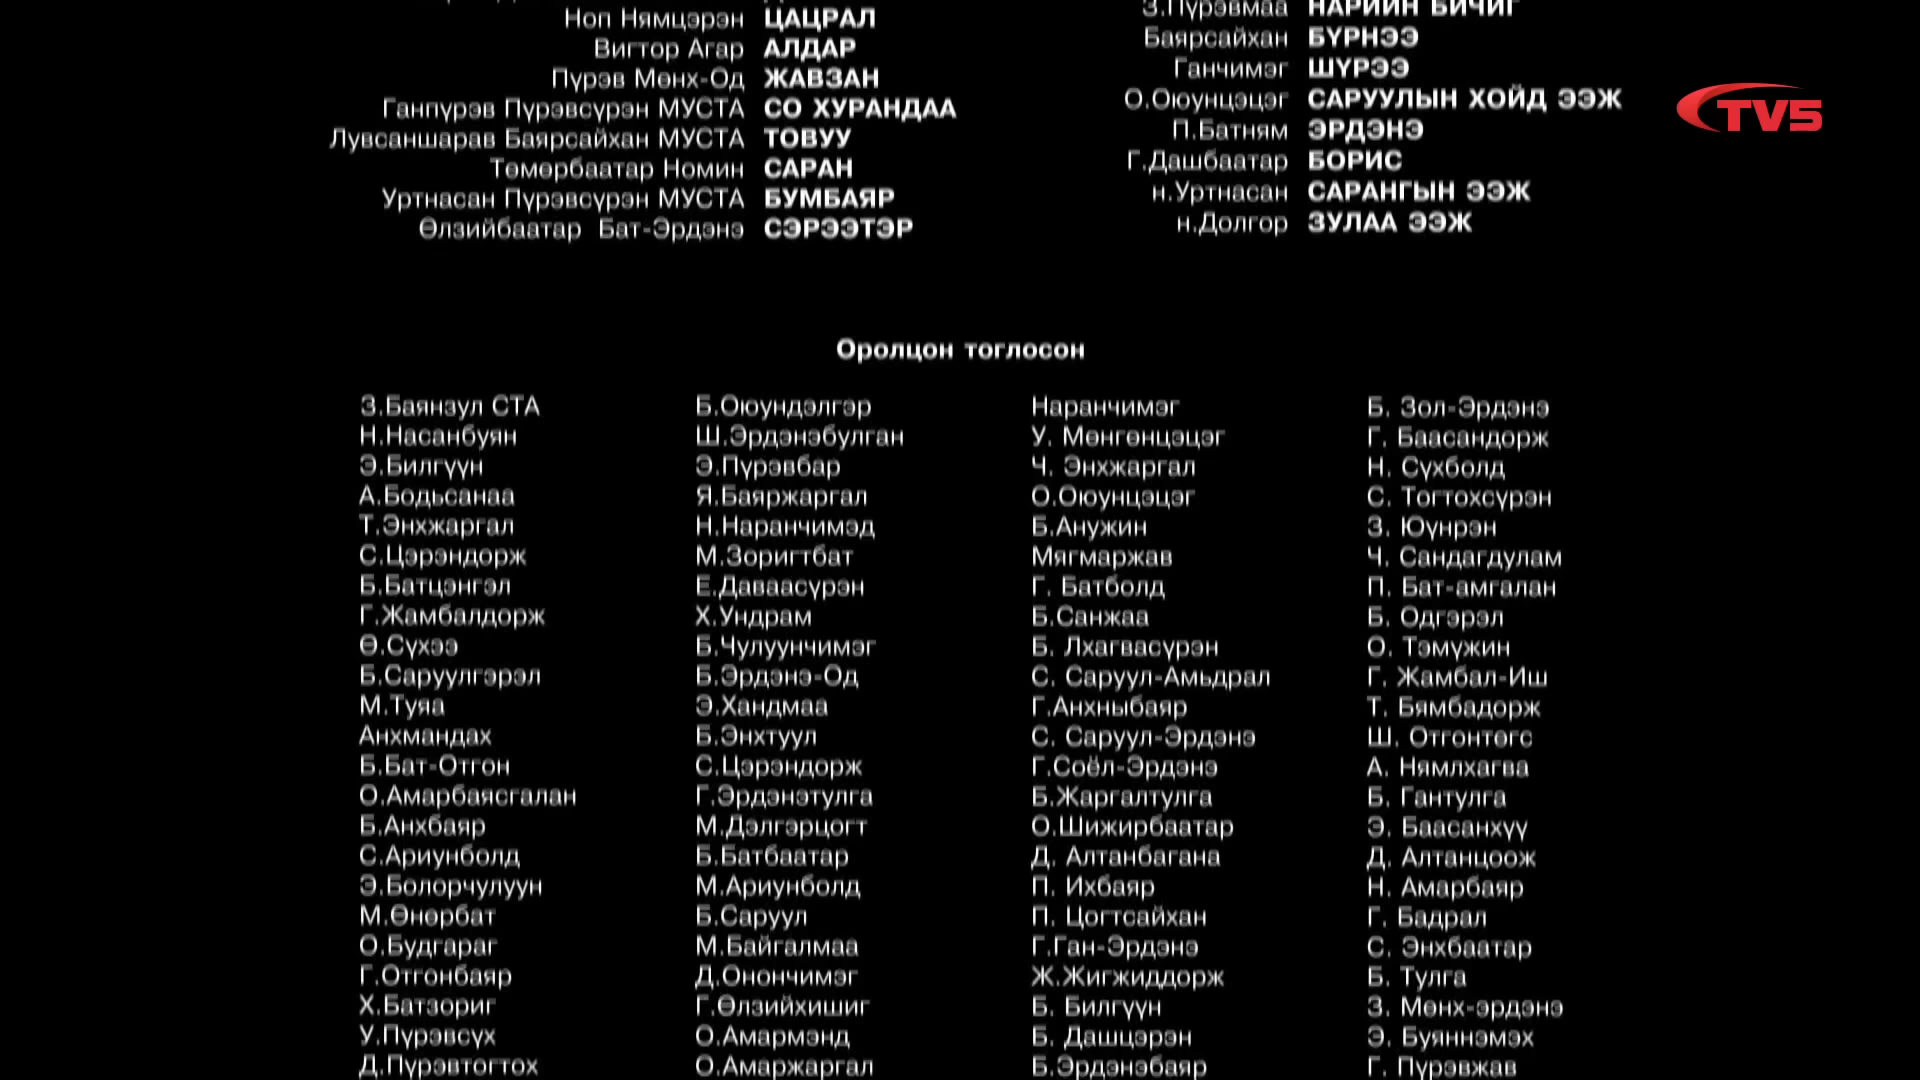 Ноп Нямцэрэн ЦАЦРАЛ
Вигтор Агар АЛДАР
Пүрэв Мөнх-Од ЖАВЗАН
Ганпүрэв Пүрэвсүрэн МУСТА СО ХУРАНДАА
Лувсаншарав Баярсайхан МУСТА ТОВУУ
Төмөрбаатар Номин САРАН
Уртнасан Пүрэвсүрэн МУСТА БУМБАЯР
Өлзийбаатар Бат-Эрдэнэ СЭРЭЭТЭР
З.Пүрэвмаа НАРИЙН БИЧИГ
Баярсайхан БҮРНЭЭ
Ганчимэг ШҮРЭЭ
О.Оюунцэцэг САРУУЛЫН ХОЙД ЭЭЖ
П.Батням ЭРДЭНЭ
Г.Дашбаатар БОРИС
н.Уртнасан САРАНГЫН ЭЭЖ
н.Долгор ЗУЛАА ЭЭЖ
TV5
Оролцон тоглосон
З.Баянзул СТА
Н.Насанбуян
Э.Билгүүн
А.Бодьсанаа
Т.Энхжаргал
С.Цэрэндорж
Б.Батцэнгэл
Г.Жамбалдорж
Ө.Сүхээ
Б.Саруулгэрэл
М.Туяа
Анхмандах
Б.Бат-Отгон
О.Амарбаясгалан
Б.Анхбаяр
С.Ариунболд
Э.Болорчулуун
М.Өнөрбат
О.Будгараг
Г.Отгонбаяр
Х.Батзориг
У.Пүрэвсүх
Д.Пүрэвтогтох
Б.Оюундэлгэр
Ш.Эрдэнэбулган
Э.Пүрэвбар
Я.Баяржаргал
Н.Наранчимэд
М.Зоригтбат
Е.Даваасүрэн
Х.Ундрам
Б.Чулуунчимэг
Б.Эрдэнэ-Од
Э.Хандмаа
Б.Энхтуул
С.Цэрэндорж
Г.Эрдэнэтулга
М.Дэлгэрцогт
Б.Батбаатар
М.Ариунболд
Б.Саруул
М.Байгалмаа
Д.Онончимэг
Г.Өлзийхишиг
О.Амармэнд
О.Амаржаргал
Наранчимэг
У. Мөнгөнцэцэг
Ч. Энхжаргал
О.Оюунцэцэг
Б.Анужин
Мягмаржав
Г. Батболд
Б.Санжаа
Б. Лхагвасүрэн
С. Саруул-Амьдрал
Г.Анхныбаяр
С. Саруул-Эрдэнэ
Г.Соёл-Эрдэнэ
Б.Жаргалтулга
О.Шижирбаатар
Д. Алтанбагана
П. Ихбаяр
П. Цогтсайхан
Г.Ган-Эрдэнэ
Ж.Жигжиддорж
Б. Билгүүн
Б. Дашцэрэн
Б.Эрдэнэбаяр
Б. Зол-Эрдэнэ
Г. Баасандорж
Н. Сүхболд
С. Тогтохсүрэн
З. Юүнрэн
Ч. Сандагдулам
П. Бат-амгалан
Б. Одгэрэл
О. Тэмүжин
Г. Жамбал-Иш
Т. Бямбадорж
Ш. Отгонтөгс
А. Нямлхагва
Б. Гантулга
Э. Баасанхүү
Д. Алтанцоож
Н. Амарбаяр
Г. Бадрал
С. Энхбаатар
Б. Тулга
З. Мөнх-эрдэнэ
Э. Буяннэмэх
Г. Пүрэвжав